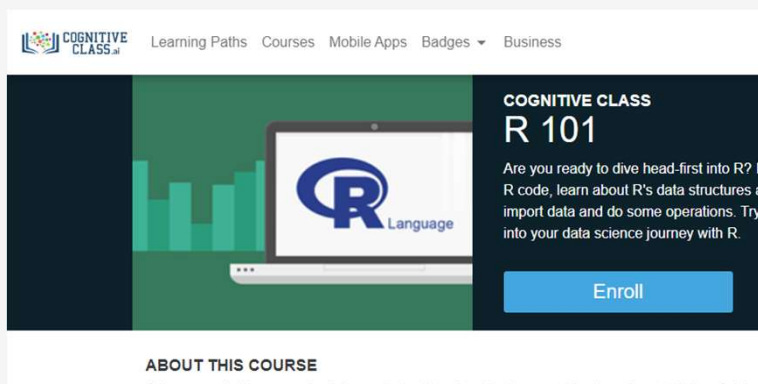 COGNITIVE
CLASS.ai
Learning Paths Courses Mobile Apps Badges Business
COGNITIVE CLASS
R 101
Are you ready to dive head-first into R?
R code, learn about R's data structures
import data and do some operations. Try
into your data science journey with R.
R
Language
Enroll
ABOUT THIS COURSE